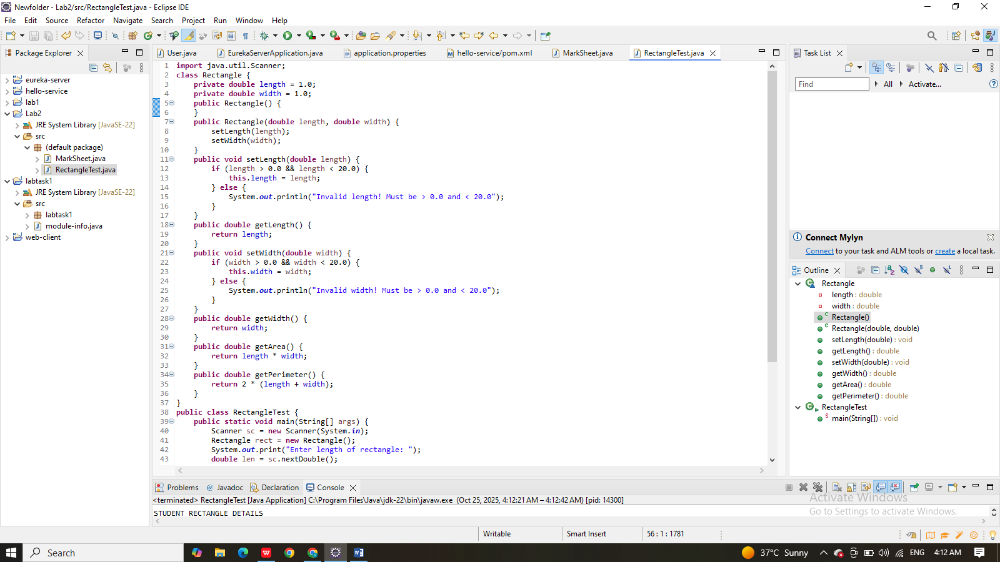 Newfolder - Lab2/src/RectangleTest.java - Eclipse IDE
File Edit Source Refactor Navigate Search Project Run Window Help
Package Explorer
eureka-server
hello-service
lab1
Lab2
JRE System Library [JavaSE-22]
src
(default package)
MarkSheet.java
RectangleTest.java
labtask1
JRE System Library [JavaSE-22]
src
labtask1
module-info.java
web-client
User.java EurekaServerApplication.java application.properties hello-service/pom.xml MarkSheet.java RectangleTest.java
1 import java.util.Scanner;
2 class Rectangle {
3 private double length = 1.0;
4 private double width = 1.0;
5 public Rectangle() {
6 }
7 public Rectangle(double length, double width) {
8 setLength(length);
9 setWidth(width);
10 }
11 public void setLength(double length) {
12 if (length > 0.0 && length < 20.0) {
13 this.length = length;
14 } else {
15 System.out.println("Invalid length! Must be > 0.0 and < 20.0");
16 }
17 }
18 public double getLength() {
19 return length;
20 }
21 public void setWidth(double width) {
22 if (width > 0.0 && width < 20.0) {
23 this.width = width;
24 } else {
25 System.out.println("Invalid width! Must be > 0.0 and < 20.0");
26 }
27 }
28 public double getWidth() {
29 return width;
30 }
31 public double getArea() {
32 return length * width;
33 }
34 public double getPerimeter() {
35 return 2 * (length + width);
36 }
37 }
38 public class RectangleTest {
39 public static void main(String[] args) {
40 Scanner sc = new Scanner(System.in);
41 Rectangle rect = new Rectangle();
42 System.out.print("Enter length of rectangle: ");
43 double len = sc.nextDouble();
Task List
Find All Activate...
Connect Mylyn
Connect to your task and ALM tools or create a local task.
Outline
Rectangle
length : double
width : double
Rectangle()
Rectangle(double, double)
setLength(double) : void
getLength() : double
setWidth(double) : void
getWidth() : double
getArea() : double
getPerimeter() : double
RectangleTest
main(String[]) : void
Problems Javadoc Declaration Console
<terminated> RectangleTest [Java Application] C:\Program Files\Java\jdk-22\bin\javaw.exe (Oct 25, 2025, 4:12:21 AM – 4:12:42 AM) [pid: 14300]
STUDENT RECTANGLE DETAILS
Activate Windows
Go to Settings to activate Windows.
Writable Smart Insert 56 : 1 : 1781
Search 37°C Sunny ENG 4:12 AM